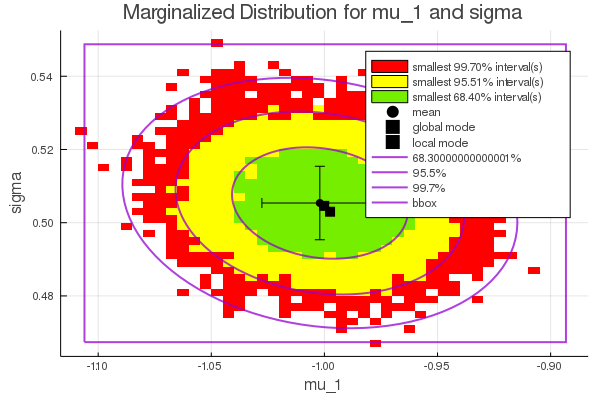 Marginalized Distribution for mu_1 and sigma
smallest 99.70% interval(s)
smallest 95.51% interval(s)
smallest 68.40% interval(s)
mean
global mode
local mode
68.30000000000001%
95.5%
99.7%
bbox
sigma
0.54
0.52
0.50
0.48
-1.10
-1.05
-1.00
-0.95
-0.90
mu_1